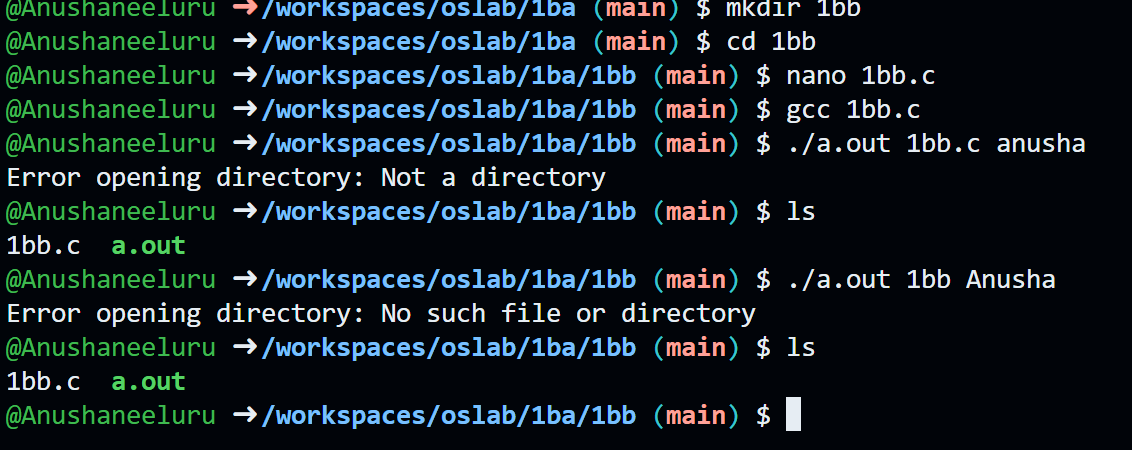 @Anushaneeluru ➜/workspaces/oslab/1ba (main) $ mkdir 1bb
@Anushaneeluru ➜/workspaces/oslab/1ba (main) $ cd 1bb
@Anushaneeluru ➜/workspaces/oslab/1ba/1bb (main) $ nano 1bb.c
@Anushaneeluru ➜/workspaces/oslab/1ba/1bb (main) $ gcc 1bb.c
@Anushaneeluru ➜/workspaces/oslab/1ba/1bb (main) $ ./a.out 1bb.c anusha
Error opening directory: Not a directory
@Anushaneeluru ➜/workspaces/oslab/1ba/1bb (main) $ ls
1bb.c  a.out
@Anushaneeluru ➜/workspaces/oslab/1ba/1bb (main) $ ./a.out 1bb Anusha
Error opening directory: No such file or directory
@Anushaneeluru ➜/workspaces/oslab/1ba/1bb (main) $ ls
1bb.c  a.out
@Anushaneeluru ➜/workspaces/oslab/1ba/1bb (main) $